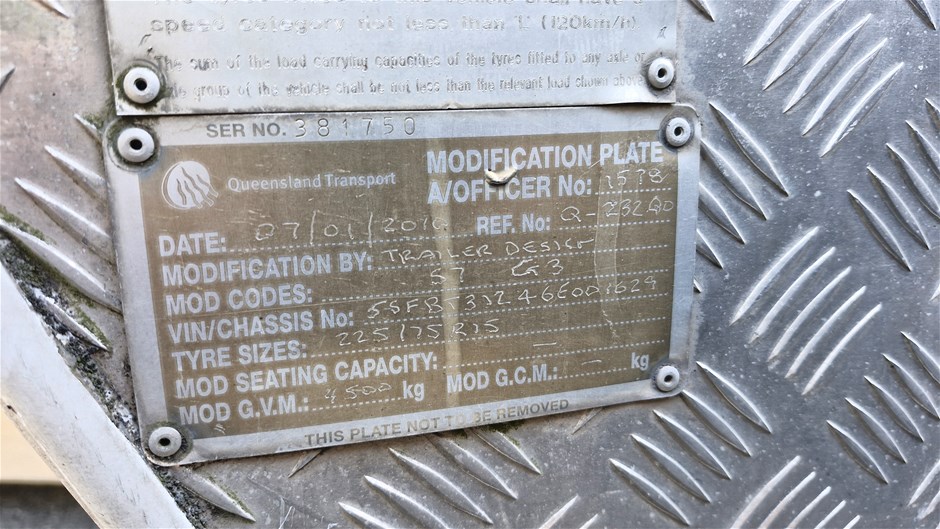 speed category not less than 'L' (120km/h)
The sum of the load carrying capacities of the tyres fitted to any axle or
group of the vehicle shall be not less than the relevant load shown above
SER NO. 381750
Queensland Transport
MODIFICATION PLATE
A/OFFICER No: 1578
DATE: 07/01/2010 REF. No:
MODIFICATION BY: TRAILER DESIGN
MOD CODES: S7 G3
VIN/CHASSIS No:
TYRE SIZES: 225/75R15
MOD SEATING CAPACITY: —
MOD G.V.M.: 4500 kg MOD G.C.M.: — kg
THIS PLATE NOT TO BE REMOVED